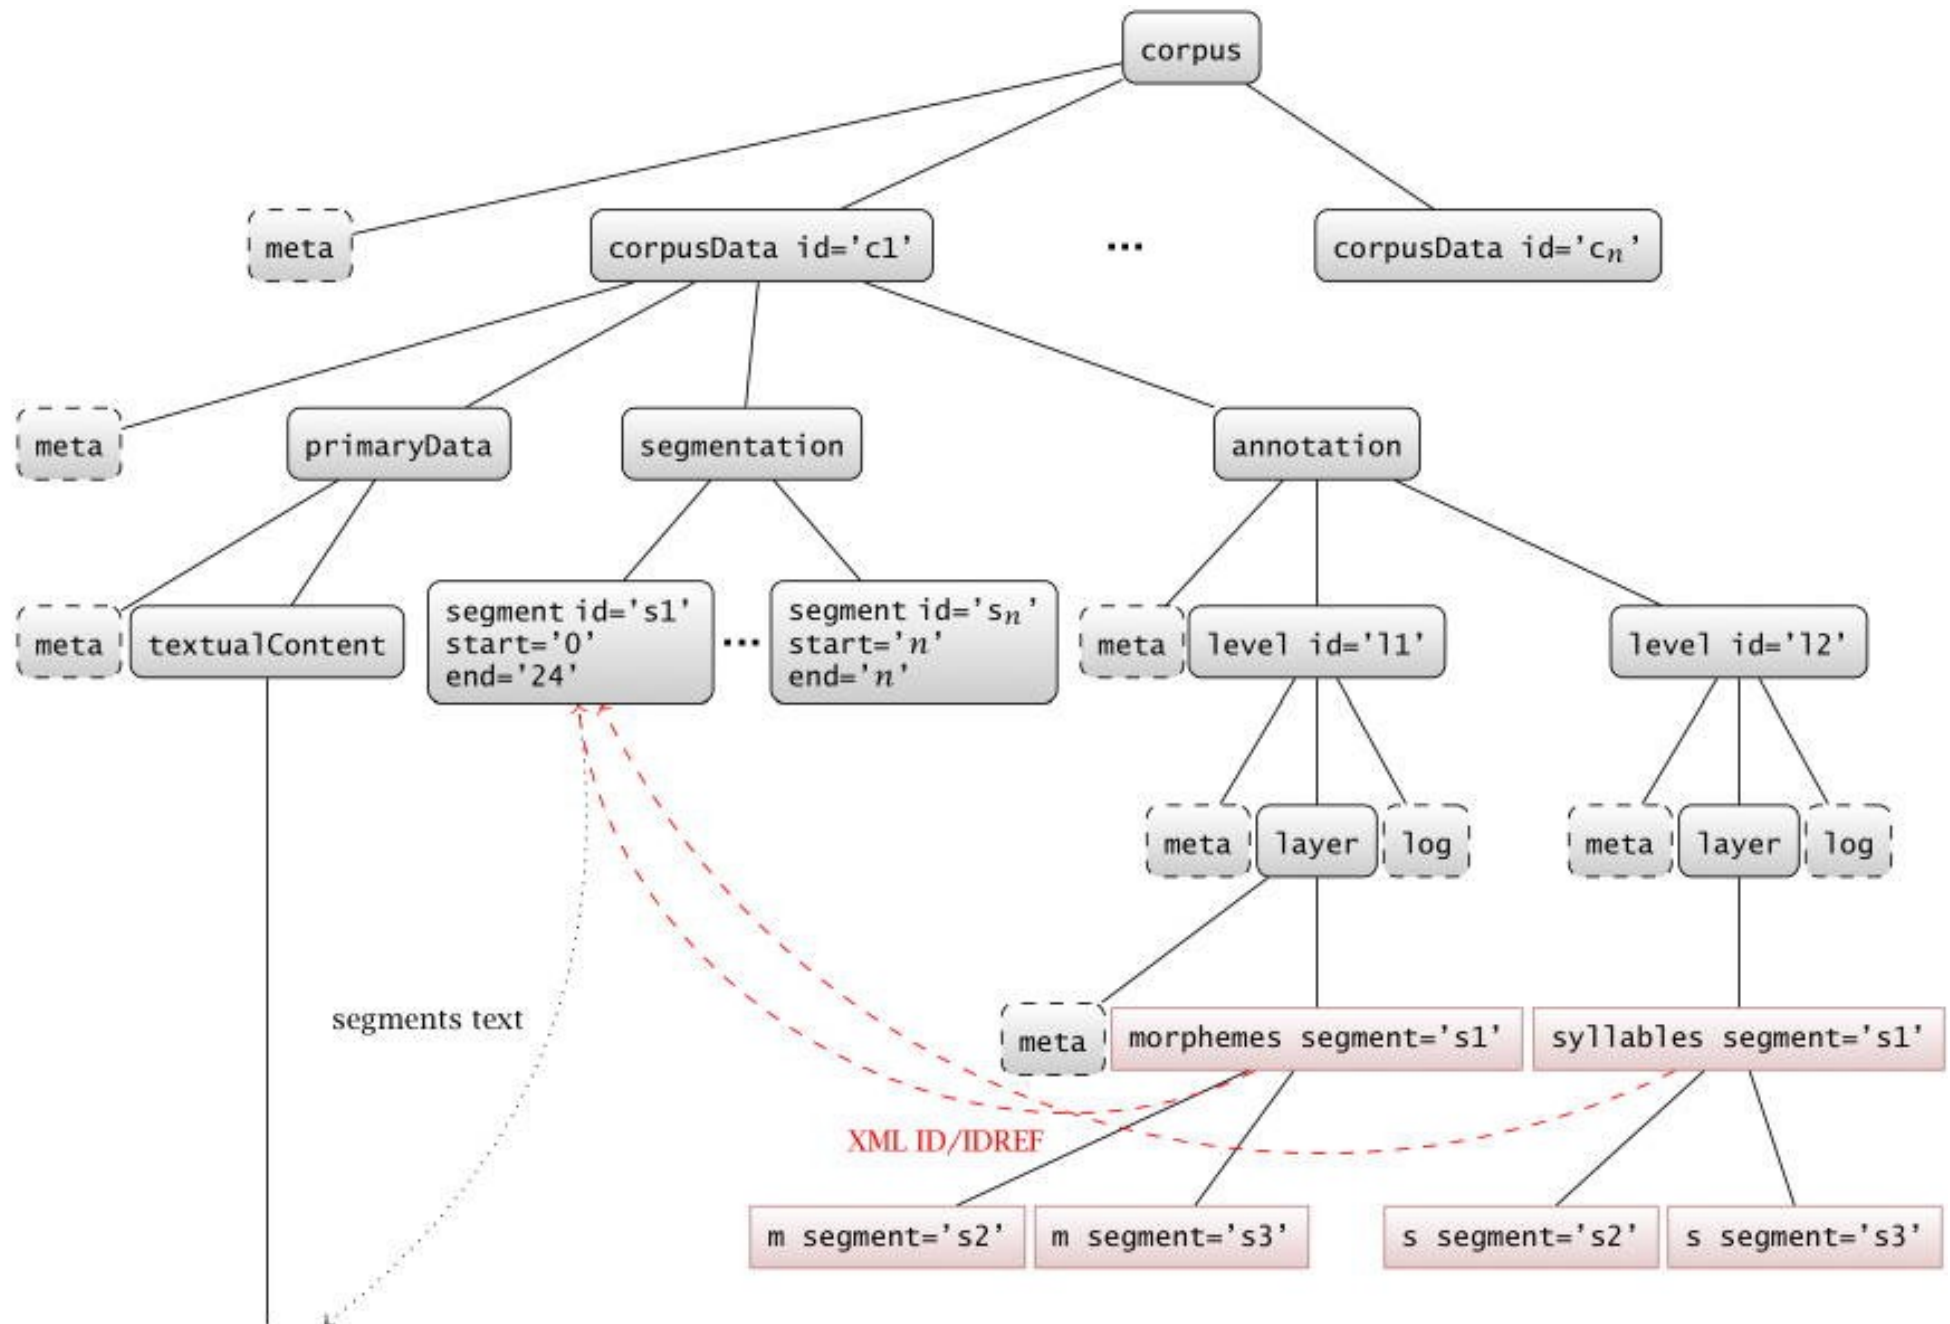 corpus
meta
corpusData id='c1'
...
corpusData id='cn'
meta
primaryData
segmentation
annotation
meta
textualContent
segment id='s1'
start='0'
end='24'
...
segment id='sn'
start='n'
end='n'
meta
level id='l1'
level id='l2'
meta
layer
log
meta
layer
log
segments text
meta
morphemes segment='s1'
syllables segment='s1'
XML ID/IDREF
m segment='s2'
m segment='s3'
s segment='s2'
s segment='s3'